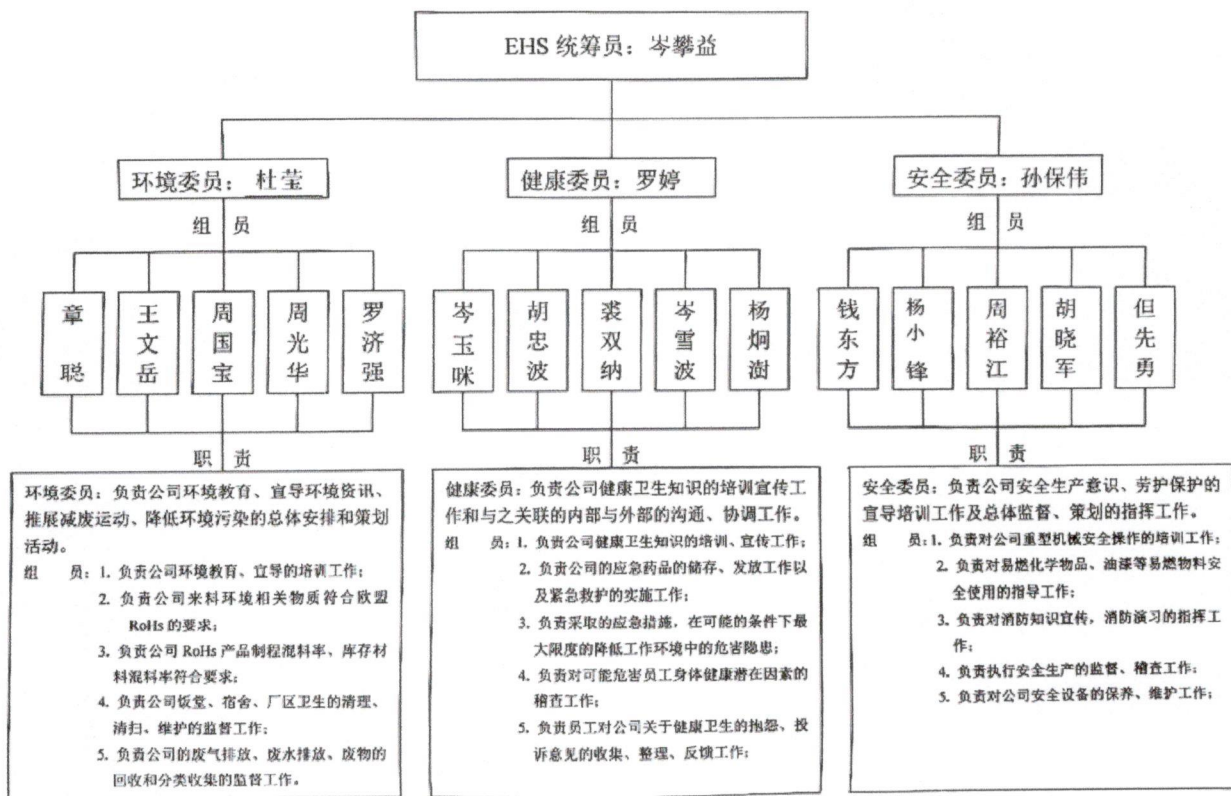 EHS 统筹员：岑攀益
环境委员：杜莹
健康委员：罗婷
安全委员：孙保伟
组 员
组 员
组 员
章聪
王文岳
周国宝
周光华
罗济强
岑玉咪
胡忠波
裘双纳
岑雪波
杨炯澍
钱东方
杨小锋
周裕江
胡晓军
但先勇
职 责
职 责
职 责
环境委员：负责公司环境教育、宣导环境资讯、
推展减废运动、降低环境污染的总体安排和策划
活动。
组 员：1. 负责公司环境教育、宣导的培训工作；
2. 负责公司来料环境相关物质符合欧盟
RoHs 的要求；
3. 负责公司 RoHs 产品制程混料率、库存材
料混料率符合要求；
4. 负责公司饭堂、宿舍、厂区卫生的清理、
清扫、维护的监督工作；
5. 负责公司的废气排放、废水排放、废物的
回收和分类收集的监督工作。
健康委员：负责公司健康卫生知识的培训宣传工
作和与之关联的内部与外部的沟通、协调工作。
组 员：1. 负责公司健康卫生知识的培训、宣传工作；
2. 负责公司的应急药品的储存、发放工作以
及紧急救护的实施工作；
3. 负责采取的应急措施，在可能的条件下最
大限度的降低工作环境中的危害隐患；
4. 负责对可能危害员工身体健康潜在因素的
稽查工作；
5. 负责员工对公司关于健康卫生的抱怨、投
诉意见的收集、整理、反馈工作；
安全委员：负责公司安全生产意识、劳护保护的
宣导培训工作及总体监督、策划的指挥工作。
组 员：1. 负责对公司重型机械安全操作的培训工作；
2. 负责对易燃化学物品、油漆等易燃物料安
全使用的指导工作；
3. 负责对消防知识宣传，消防演习的指挥工
作；
4. 负责执行安全生产的监督、稽查工作；
5. 负责对公司安全设备的保养、维护工作；